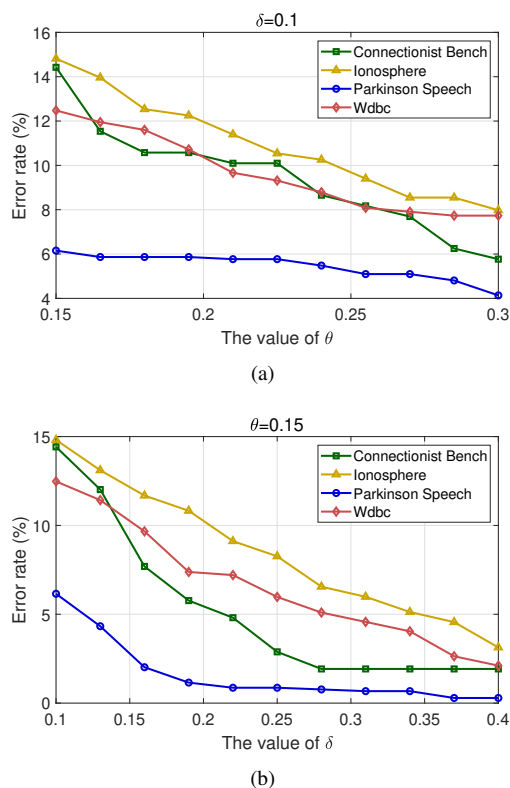 δ=0.1
16
14
12
10
8
6
4
Error rate (%)
Connectionist Bench
Ionosphere
Parkinson Speech
Wdbc
0.15 0.2 0.25 0.3
The value of θ
(a)
θ=0.15
15
10
5
0
Error rate (%)
Connectionist Bench
Ionosphere
Parkinson Speech
Wdbc
0.1 0.15 0.2 0.25 0.3 0.35 0.4
The value of δ
(b)